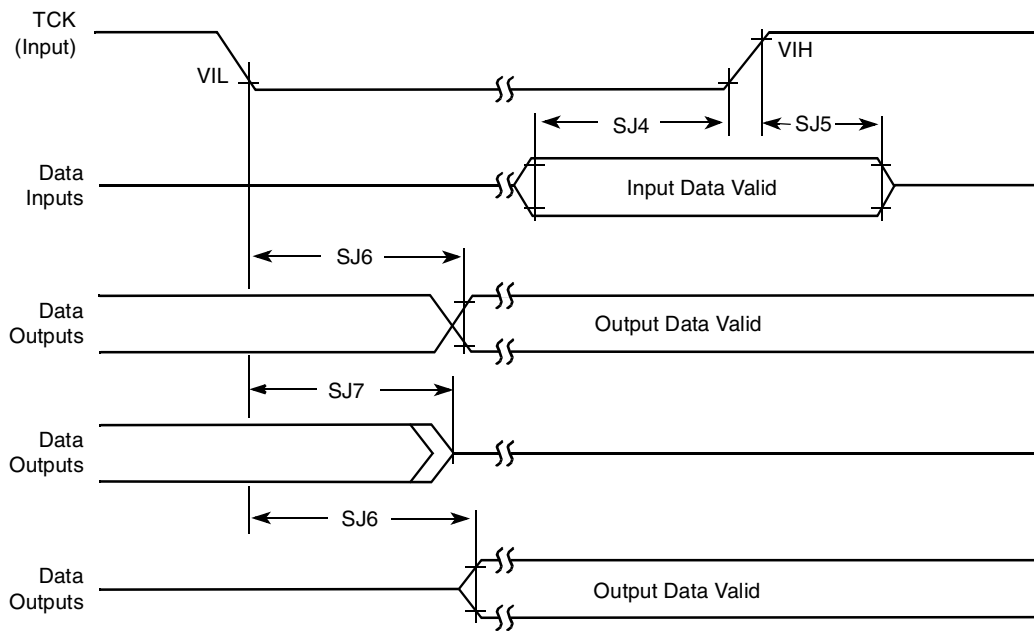 TCK
(Input)
VIL
VIH
SJ4
SJ5
Data
Inputs
Input Data Valid
SJ6
Data
Outputs
Output Data Valid
SJ7
Data
Outputs
SJ6
Data
Outputs
Output Data Valid